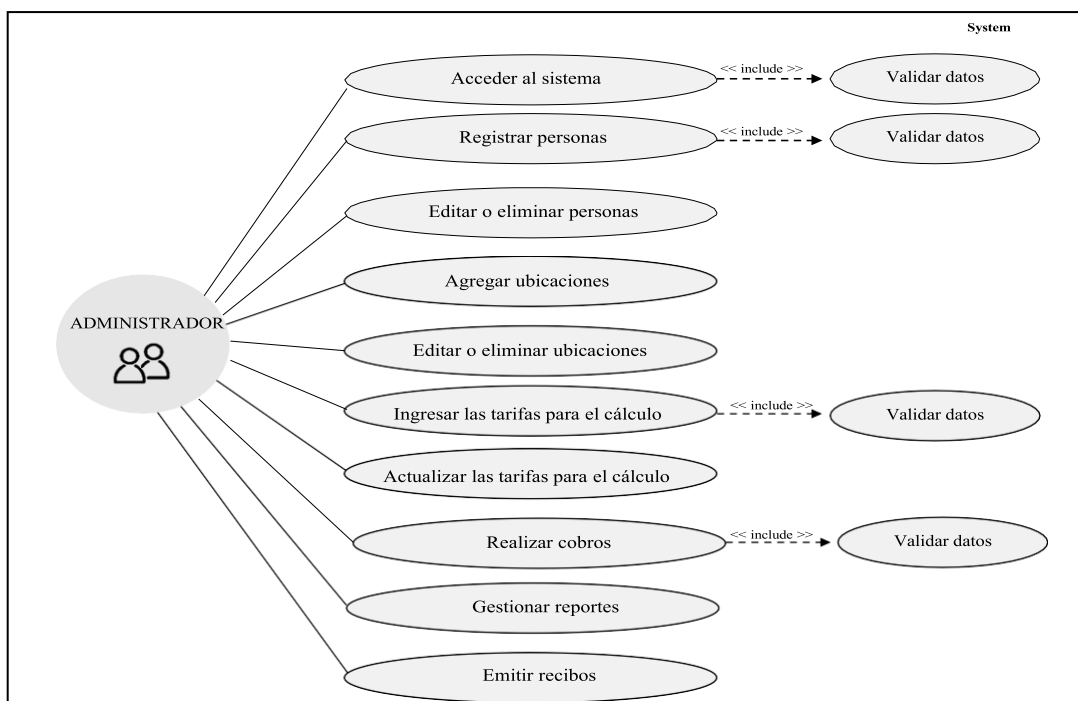 System
Acceder al sistema
<< include >>
Validar datos
Registrar personas
<< include >>
Validar datos
Editar o eliminar personas
Agregar ubicaciones
ADMINISTRADOR
Editar o eliminar ubicaciones
Ingresar las tarifas para el cálculo
<< include >>
Validar datos
Actualizar las tarifas para el cálculo
Realizar cobros
<< include >>
Validar datos
Gestionar reportes
Emitir recibos